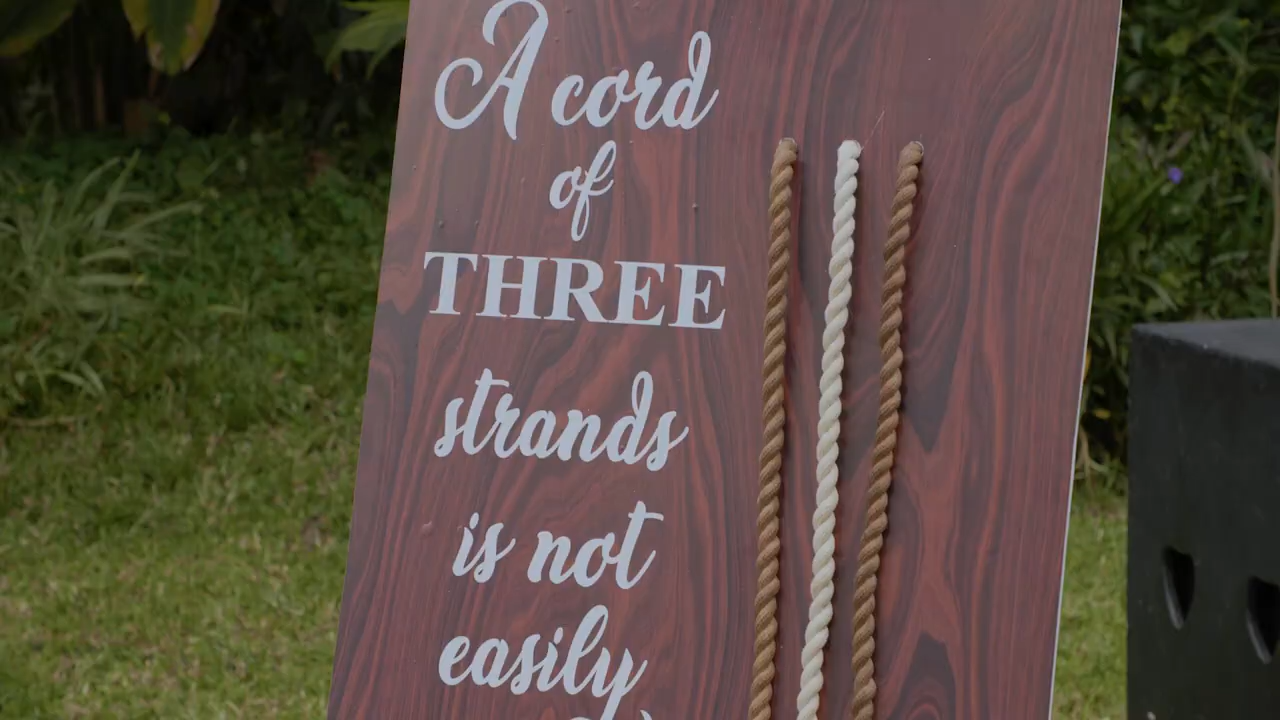 A cord
of
THREE
strands
is not
easily